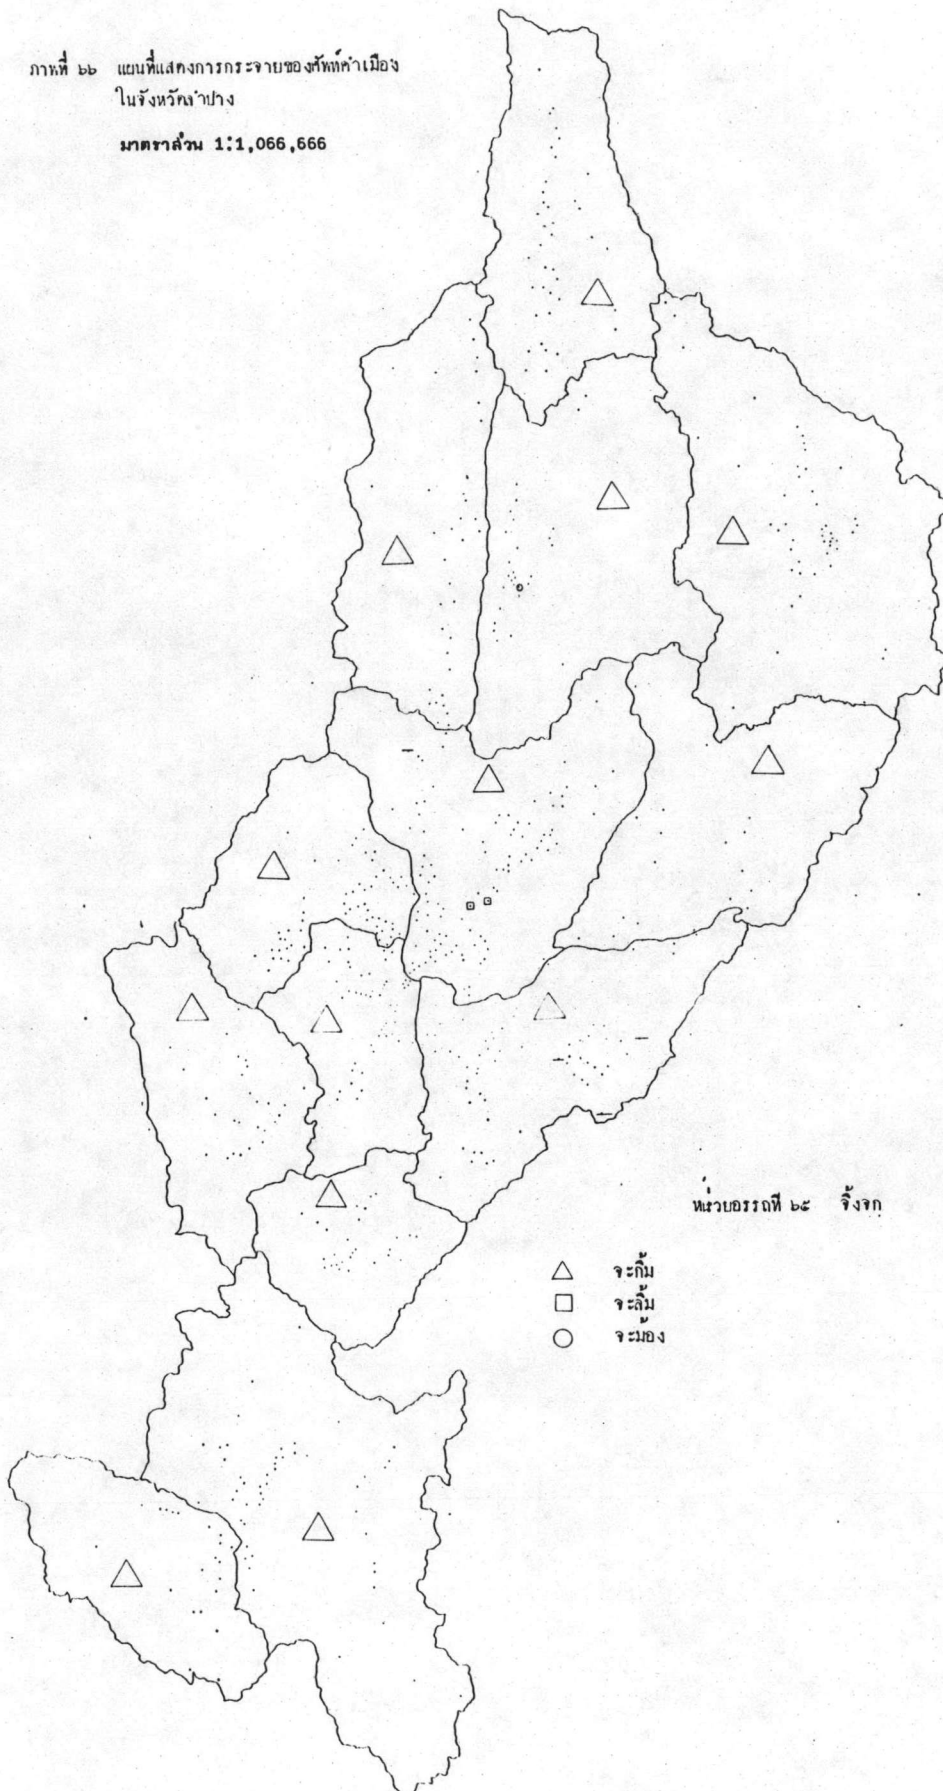 ภาพที่ ๖๖ แผนที่แสดงการกระจายของศัพท์คำเมือง
ในจังหวัดลำปาง
มาตราส่วน 1:1,066,666
หน่วยอรรถที่ ๖๕ จิ้งจก
จะกิ้ม
จะลิ้ม
จะม้อง